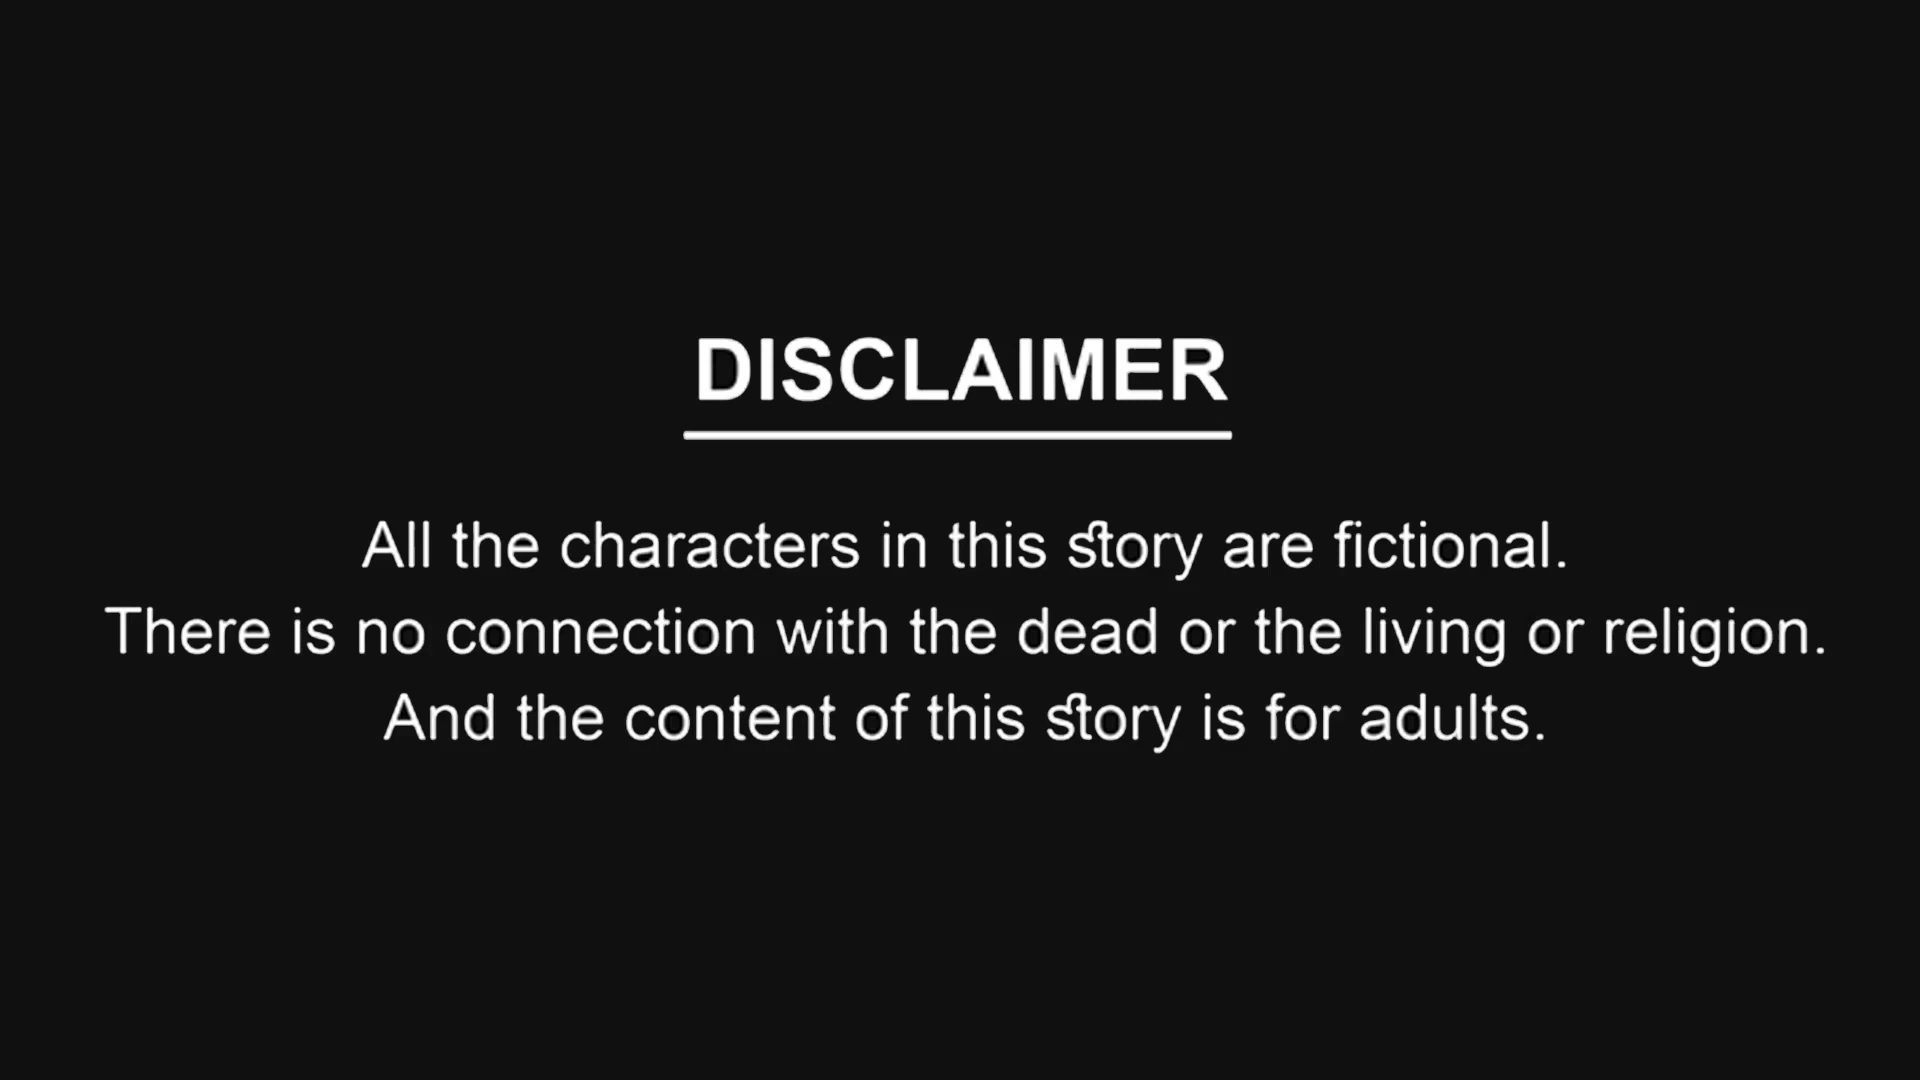 DISCLAIMER
All the characters in this story are fictional.
There is no connection with the dead or the living or religion.
And the content of this story is for adults.